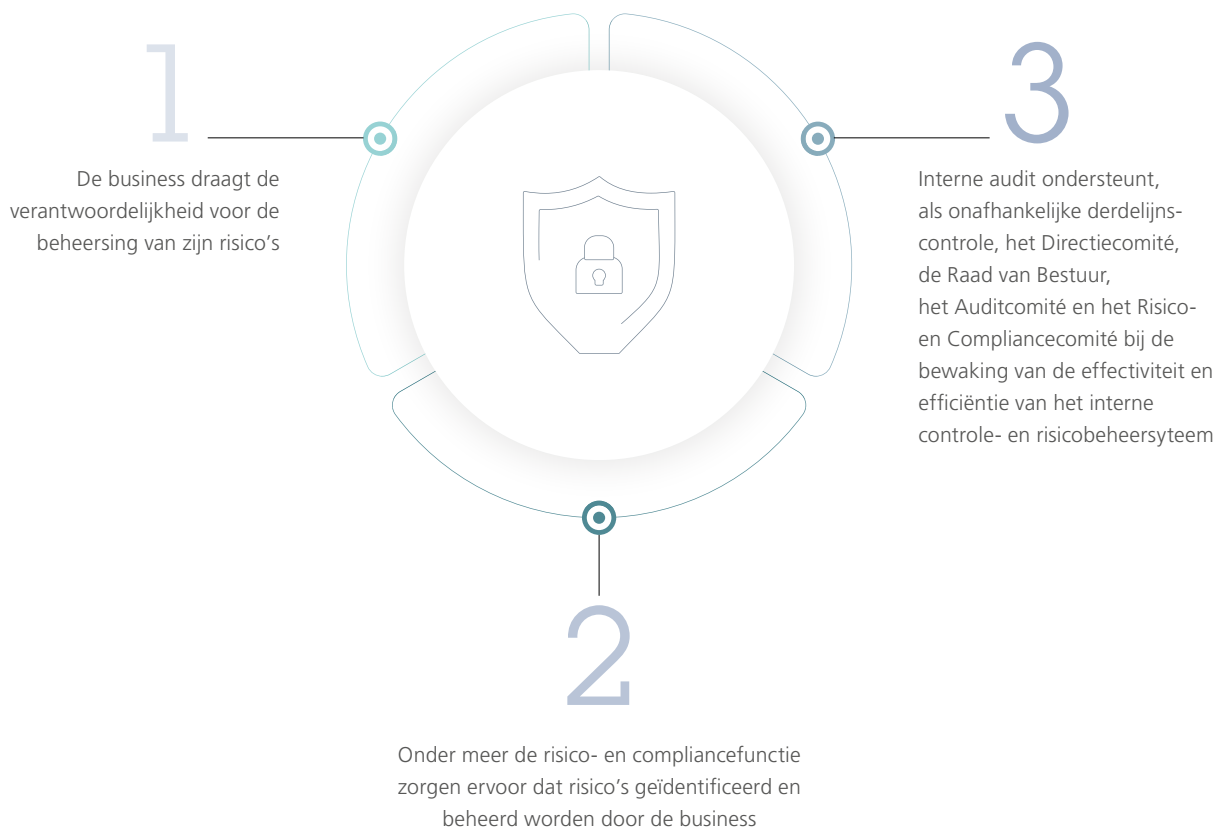 1
De business draagt de
verantwoordelijkheid voor de
beheersing van zijn risico's
3
Interne audit ondersteunt,
als onafhankelijke derdelijns-
controle, het Directiecomité,
de Raad van Bestuur,
het Auditcomité en het Risico-
en Compliancecomité bij de
bewaking van de effectiviteit en
efficiëntie van het interne
controle- en risicobeheersyteem
2
Onder meer de risico- en compliancefunctie
zorgen ervoor dat risico's geïdentificeerd en
beheerd worden door de business